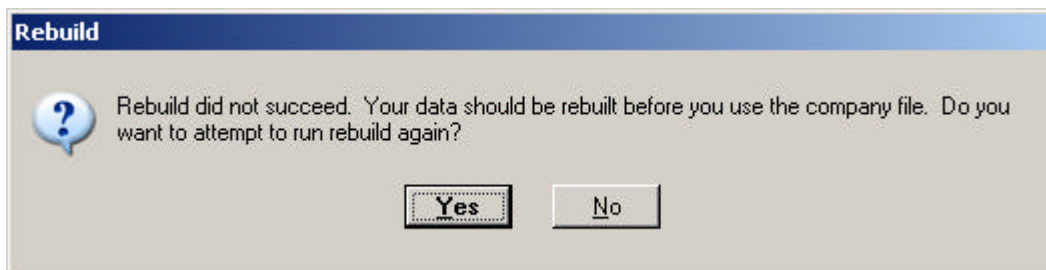 Rebuild
Rebuild did not succeed.  Your data should be rebuilt before you use the company file.  Do you
want to attempt to run rebuild again?
Yes
No